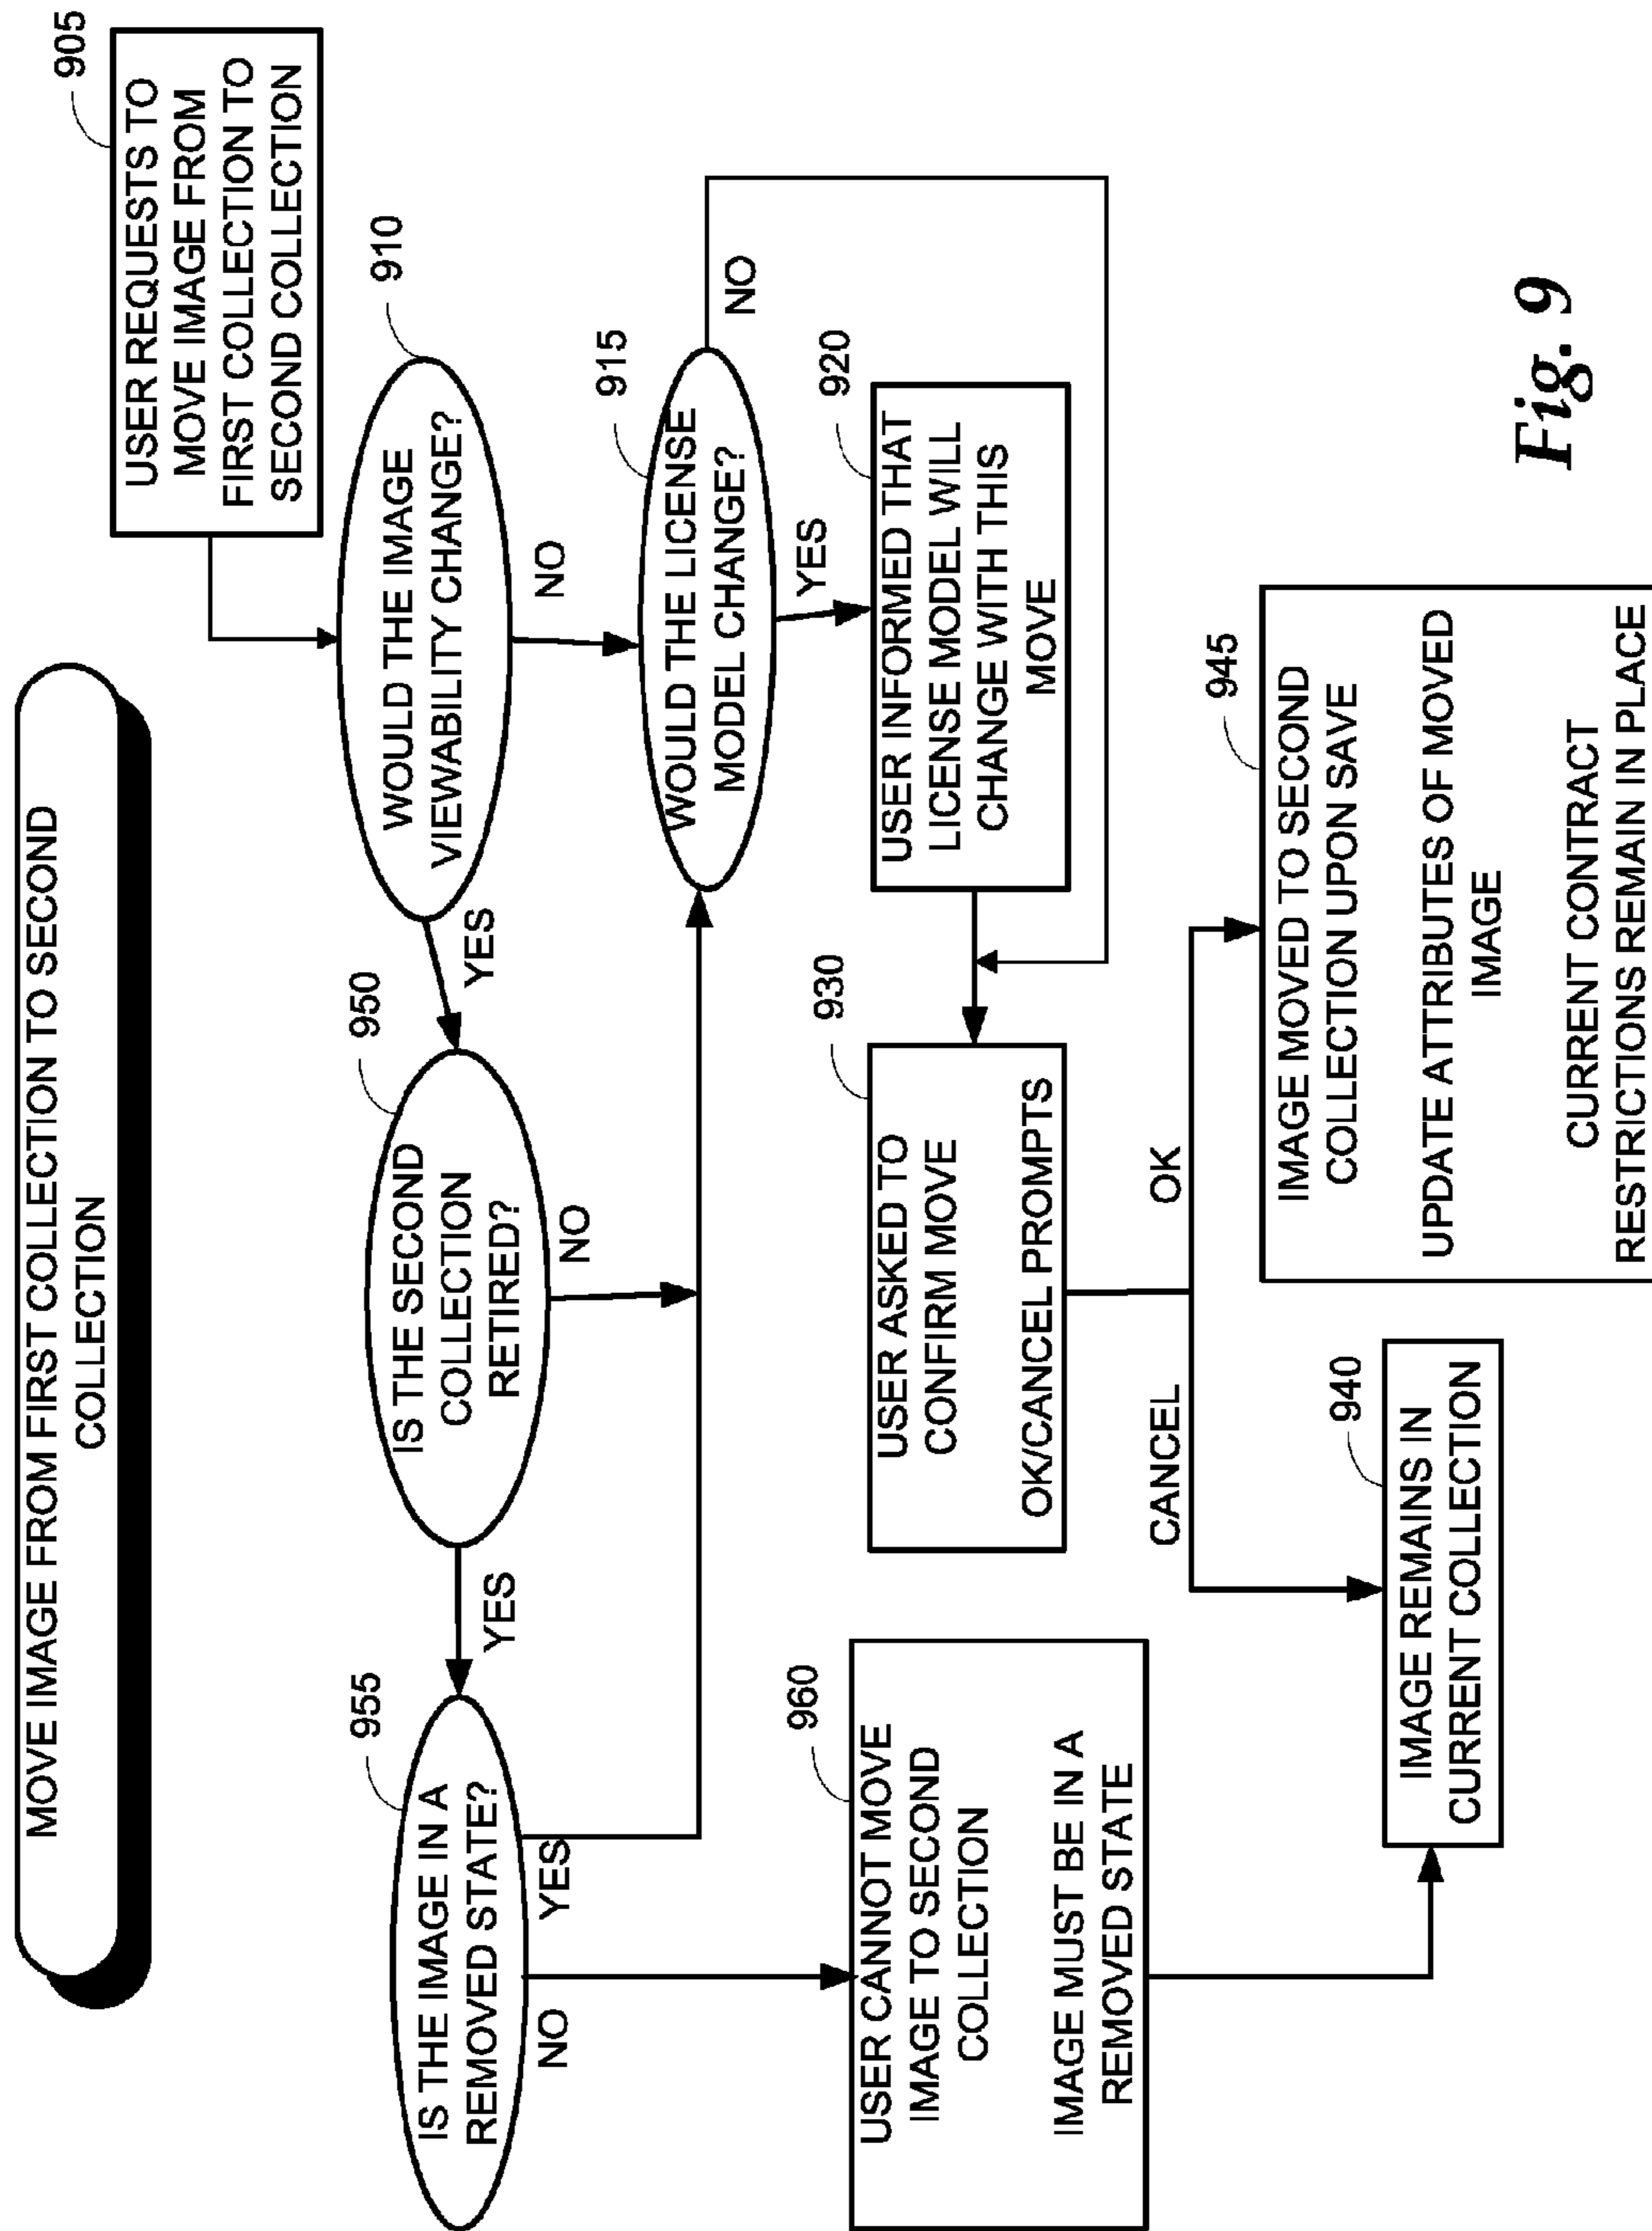 MOVE IMAGE FROM FIRST COLLECTION TO SECOND
COLLECTION
905
USER REQUESTS TO
MOVE IMAGE FROM
FIRST COLLECTION TO
SECOND COLLECTION
910
WOULD THE IMAGE
VIEWABILITY CHANGE?
YES
NO
950
IS THE SECOND
COLLECTION
RETIRED?
YES
NO
955
IS THE IMAGE IN A
REMOVED STATE?
NO
YES
915
WOULD THE LICENSE
MODEL CHANGE?
NO
YES
920
USER INFORMED THAT
LICENSE MODEL WILL
CHANGE WITH THIS
MOVE
930
USER ASKED TO
CONFIRM MOVE
OK/CANCEL PROMPTS
960
USER CANNOT MOVE
IMAGE TO SECOND
COLLECTION
IMAGE MUST BE IN A
REMOVED STATE
CANCEL
OK
940
IMAGE REMAINS IN
CURRENT COLLECTION
945
IMAGE MOVED TO SECOND
COLLECTION UPON SAVE
UPDATE ATTRIBUTES OF MOVED
IMAGE
CURRENT CONTRACT
RESTRICTIONS REMAIN IN PLACE
Fig. 9